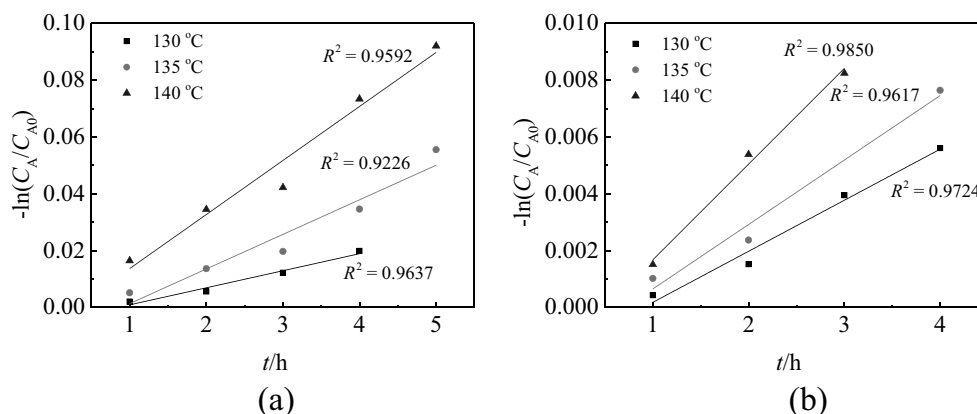 0.10
0.08
0.06
0.04
0.02
0.00
-ln(C_A/C_A0)
130 °C
135 °C
140 °C
R² = 0.9592
R² = 0.9226
R² = 0.9637
1 2 3 4 5
t/h
(a)
0.010
0.008
0.006
0.004
0.002
0.000
-ln(C_A/C_A0)
130 °C
135 °C
140 °C
R² = 0.9850
R² = 0.9617
R² = 0.9724
1 2 3 4
t/h
(b)